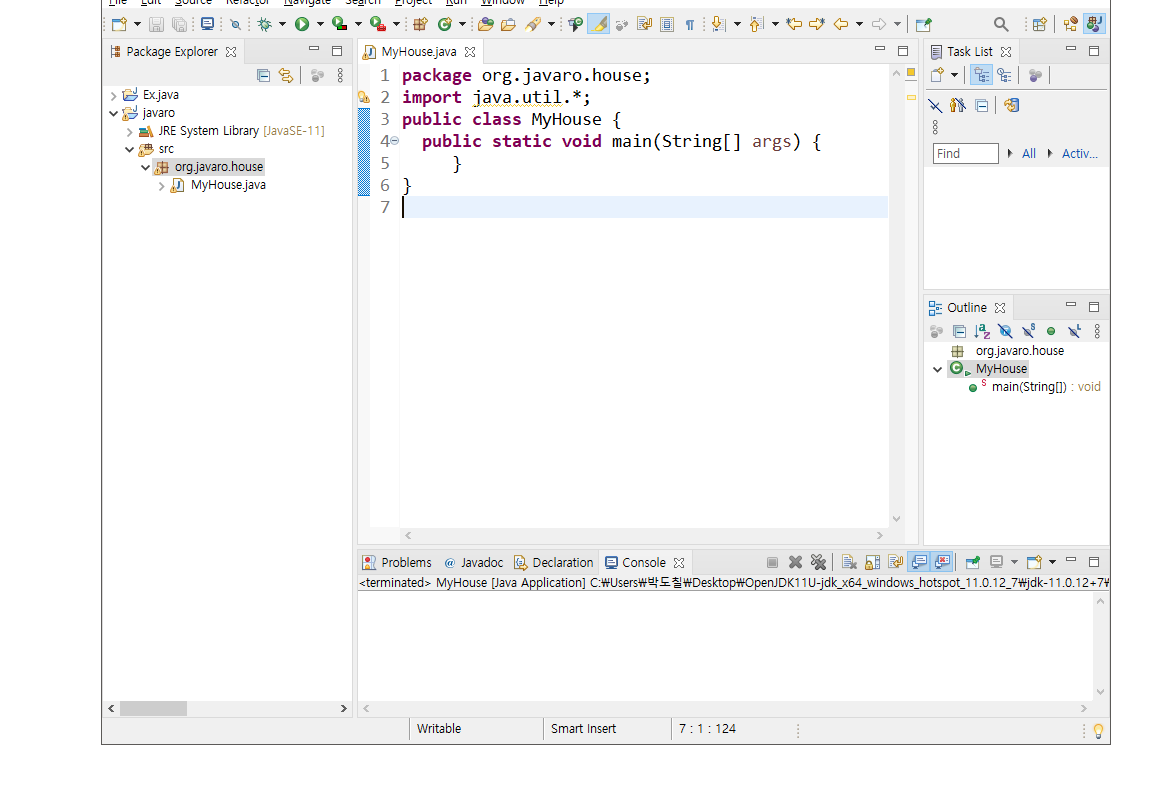 File Edit Source Refactor Navigate Search Project Run Window Help
Package Explorer
Ex.java
javaro
JRE System Library [JavaSE-11]
src
org.javaro.house
MyHouse.java
MyHouse.java
1 package org.javaro.house;
2 import java.util.*;
3 public class MyHouse {
4 public static void main(String[] args) {
5 }
6 }
7
Task List
Find All Activ...
Outline
org.javaro.house
MyHouse
main(String[]) : void
Problems @ Javadoc Declaration Console
<terminated> MyHouse [Java Application] C:₩Users₩박도칠₩Desktop₩OpenJDK11U-jdk_x64_windows_hotspot_11.0.12_7₩jdk-11.0.12+7₩
Writable Smart Insert 7 : 1 : 124